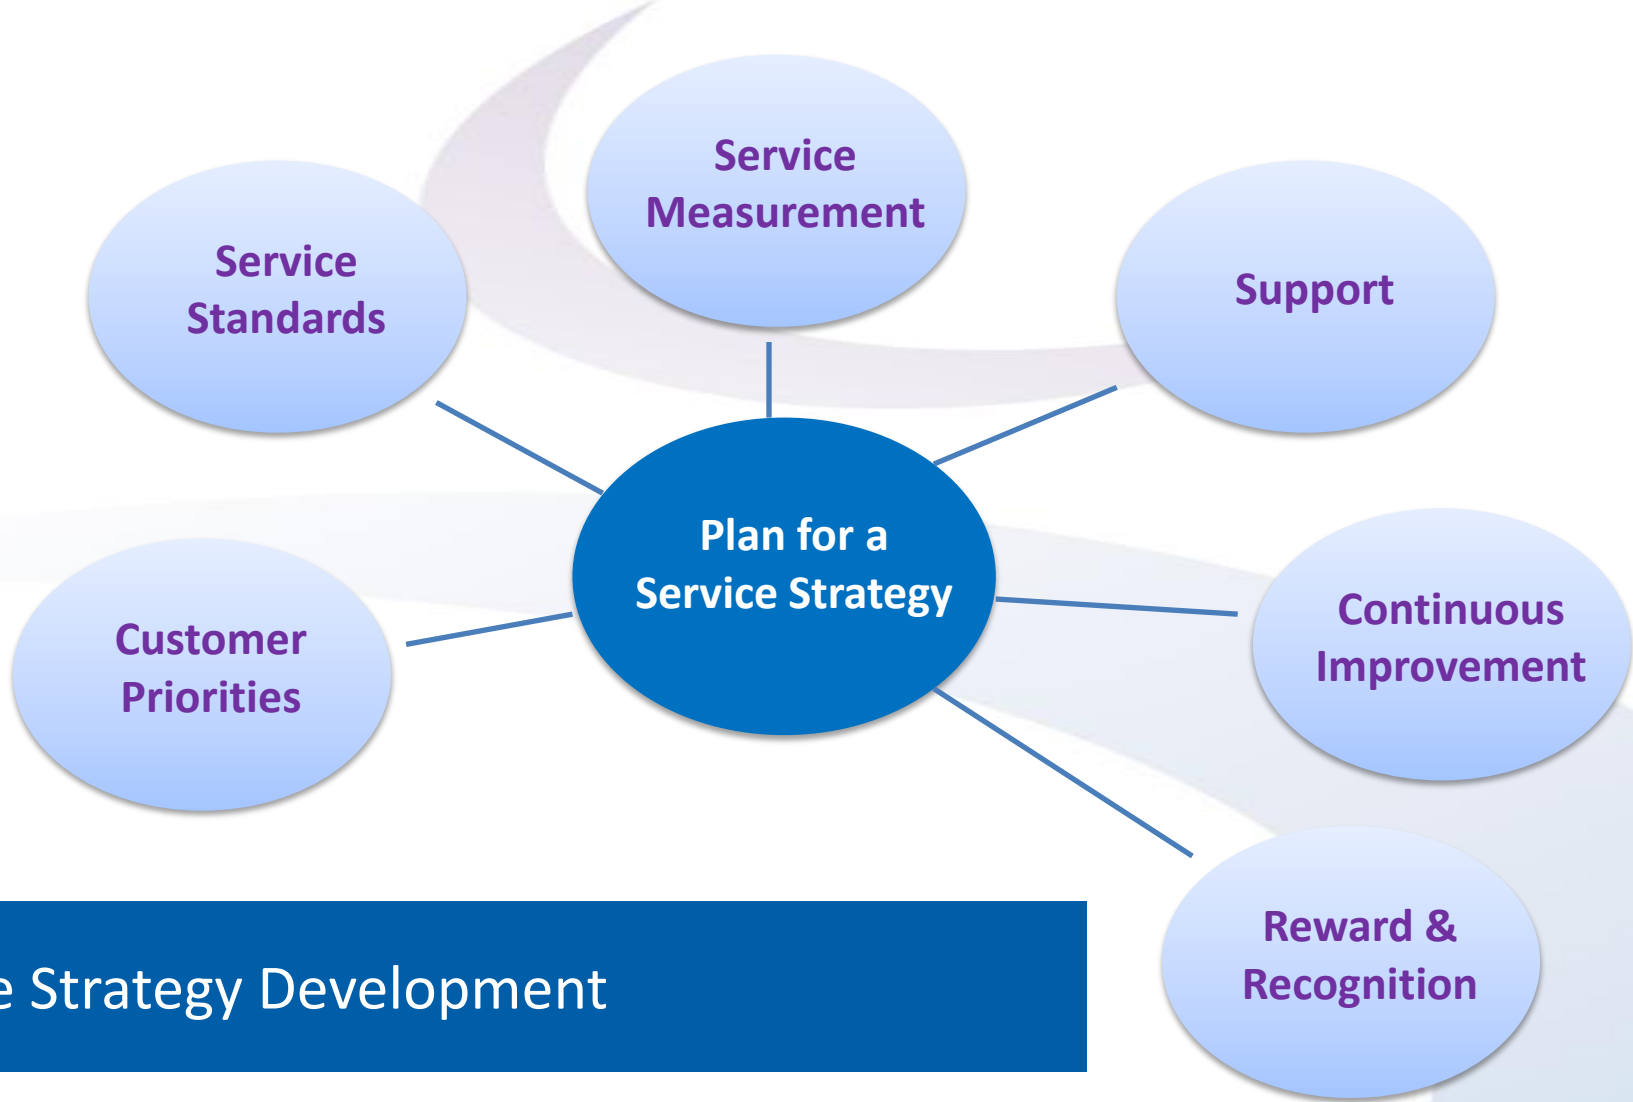 Service
Measurement
Service
Standards
Support
Plan for a
Service Strategy
Continuous
Improvement
Customer
Priorities
Reward &
Recognition
e Strategy Development